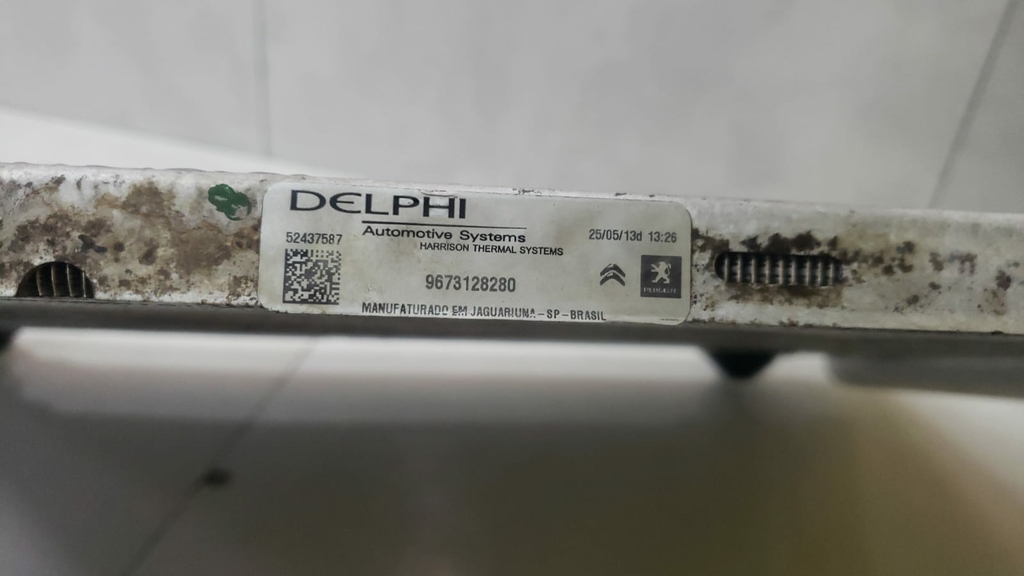 DELPHI
Automotive Systems
HARRISON THERMAL SYSTEMS
52437587
25/05/13d 13:26
9673128280
PEUGEOT
MANUFATURADO EM JAGUARIUNA - SP - BRASIL